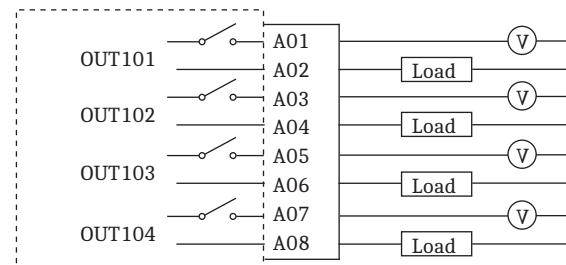 A01 V
OUT101
A02 Load
A03 V
OUT102
A04 Load
A05 V
OUT103
A06 Load
A07 V
OUT104
A08 Load